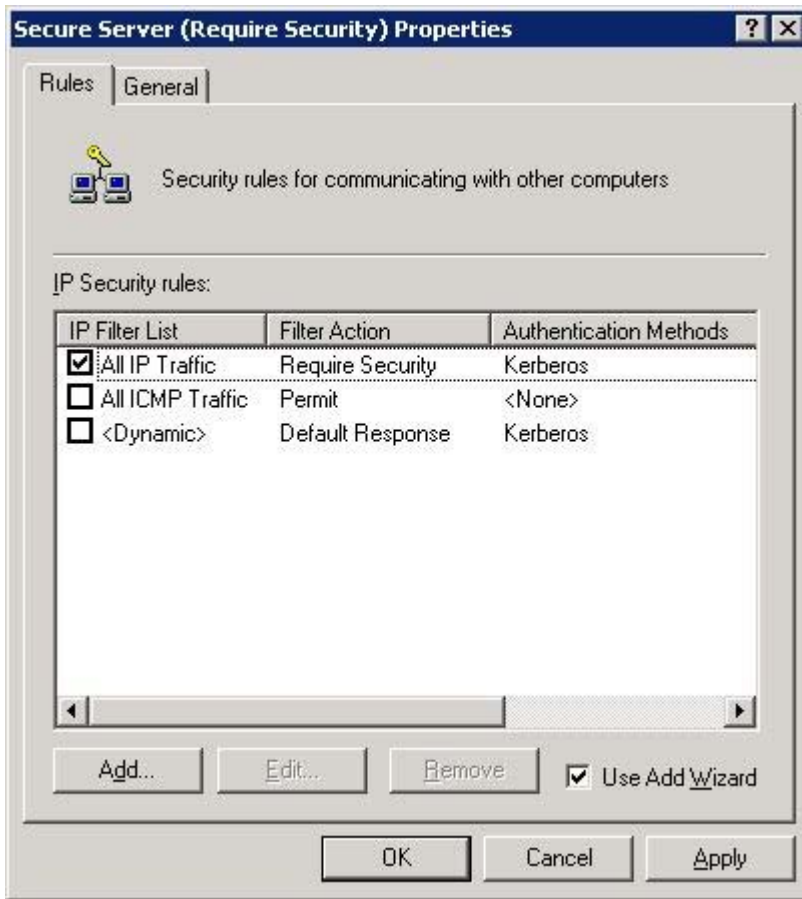 Secure Server (Require Security) Properties
Rules General
Security rules for communicating with other computers
IP Security rules:
IP Filter List Filter Action Authentication Methods
All IP Traffic Require Security Kerberos
All ICMP Traffic Permit <None>
<Dynamic> Default Response Kerberos
Add... Edit... Remove Use Add Wizard
OK Cancel Apply